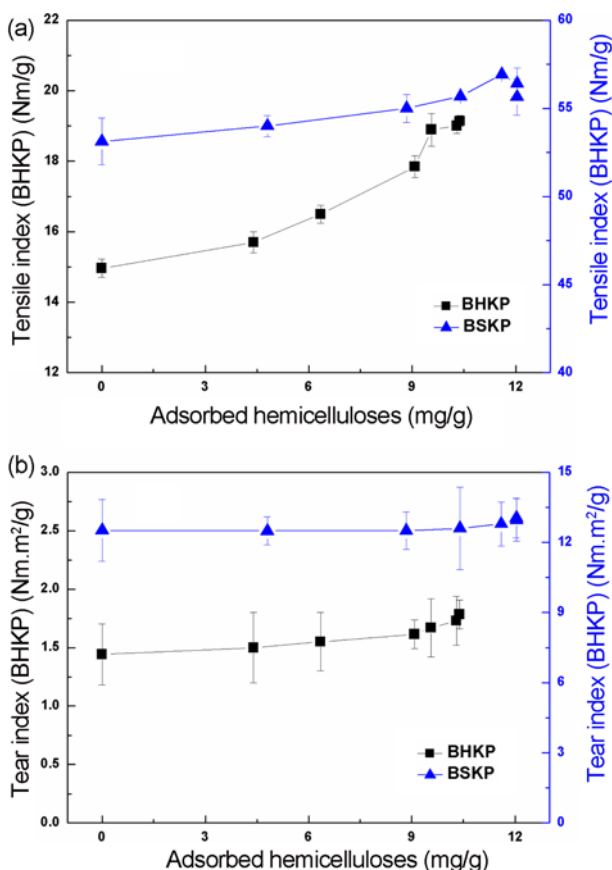 (a)
22
20
18
16
14
12
Tensile index (BHKP) (Nm/g)
60
55
50
45
40
Tensile index (BHKP) (Nm/g)
BHKP
BSKP
0 3 6 9 12
Adsorbed hemicelluloses (mg/g)
(b)
3.0
2.5
2.0
1.5
1.0
0.5
0.0
Tear index (BHKP) (Nm.m²/g)
15
12
9
6
3
0
Tear index (BHKP) (Nm.m²/g)
BHKP
BSKP
0 3 6 9 12
Adsorbed hemicelluloses (mg/g)